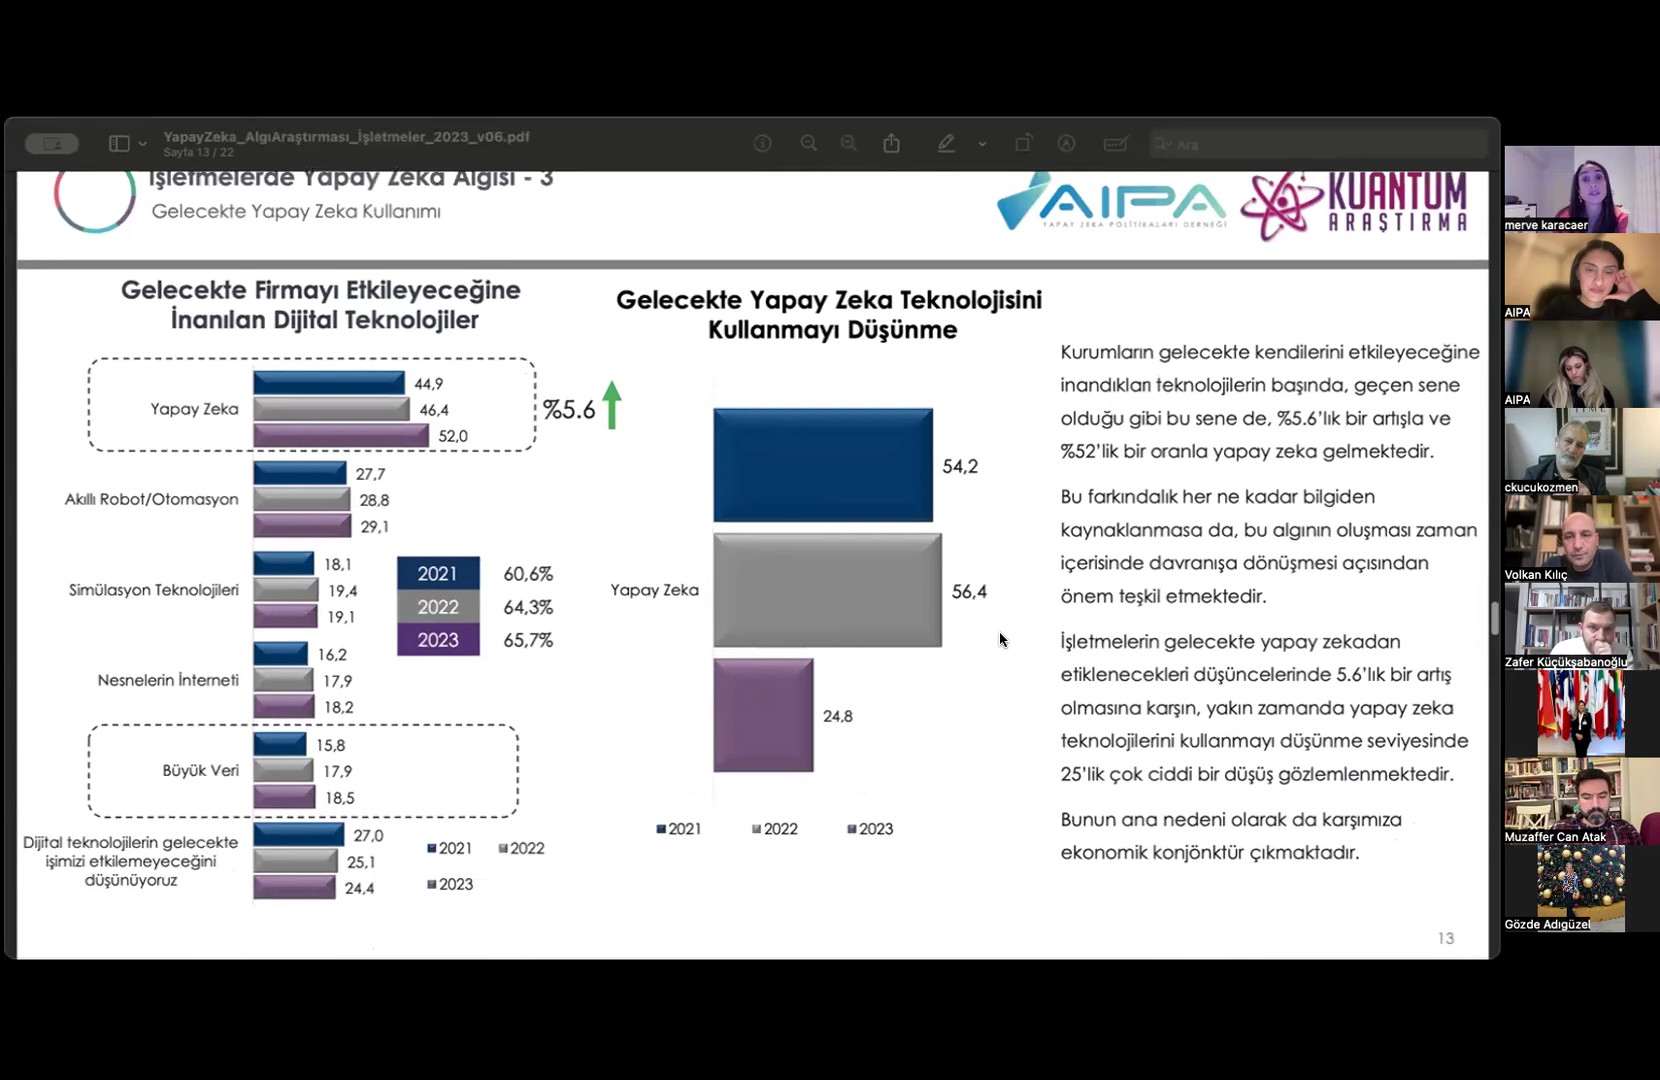 YapayZeka_AlgıAraştırması_İşletmeler_2023_v06.pdf
Sayfa 13 / 22
Ara
İşletmelerde Yapay Zeka Algısı - 3
Gelecekte Yapay Zeka Kullanımı
AIPA
YAPAY ZEKA POLİTİKALARI DERNEĞİ
KUANTUM
ARAŞTIRMA
Gelecekte Firmayı Etkileyeceğine
İnanılan Dijital Teknolojiler
Yapay Zeka
44,9
46,4
52,0
%5.6
Akıllı Robot/Otomasyon
27,7
28,8
29,1
Simülasyon Teknolojileri
18,1
19,4
19,1
2021 60,6%
2022 64,3%
2023 65,7%
Nesnelerin İnterneti
16,2
17,9
18,2
Büyük Veri
15,8
17,9
18,5
Dijital teknolojilerin gelecekte
işimizi etkilemeyeceğini
düşünüyoruz
27,0
25,1
24,4
2021 2022
2023
Gelecekte Yapay Zeka Teknolojisini
Kullanmayı Düşünme
Yapay Zeka
54,2
56,4
24,8
2021 2022 2023
Kurumların gelecekte kendilerini etkileyeceğine
inandıkları teknolojilerin başında, geçen sene
olduğu gibi bu sene de, %5.6'lık bir artışla ve
%52'lik bir oranla yapay zeka gelmektedir.
Bu farkındalık her ne kadar bilgiden
kaynaklanmasa da, bu algının oluşması zaman
içerisinde davranışa dönüşmesi açısından
önem teşkil etmektedir.
İşletmelerin gelecekte yapay zekadan
etiklenecekleri düşüncelerinde 5.6'lık bir artış
olmasına karşın, yakın zamanda yapay zeka
teknolojilerini kullanmayı düşünme seviyesinde
25'lik çok ciddi bir düşüş gözlemlenmektedir.
Bunun ana nedeni olarak da karşımıza
ekonomik konjönktür çıkmaktadır.
13
merve karacaer
AIPA
AIPA
ckucukozmen
Volkan Kılıç
Zafer Küçükşabanoğlu
Muzaffer Can Atak
Gözde Adıgüzel